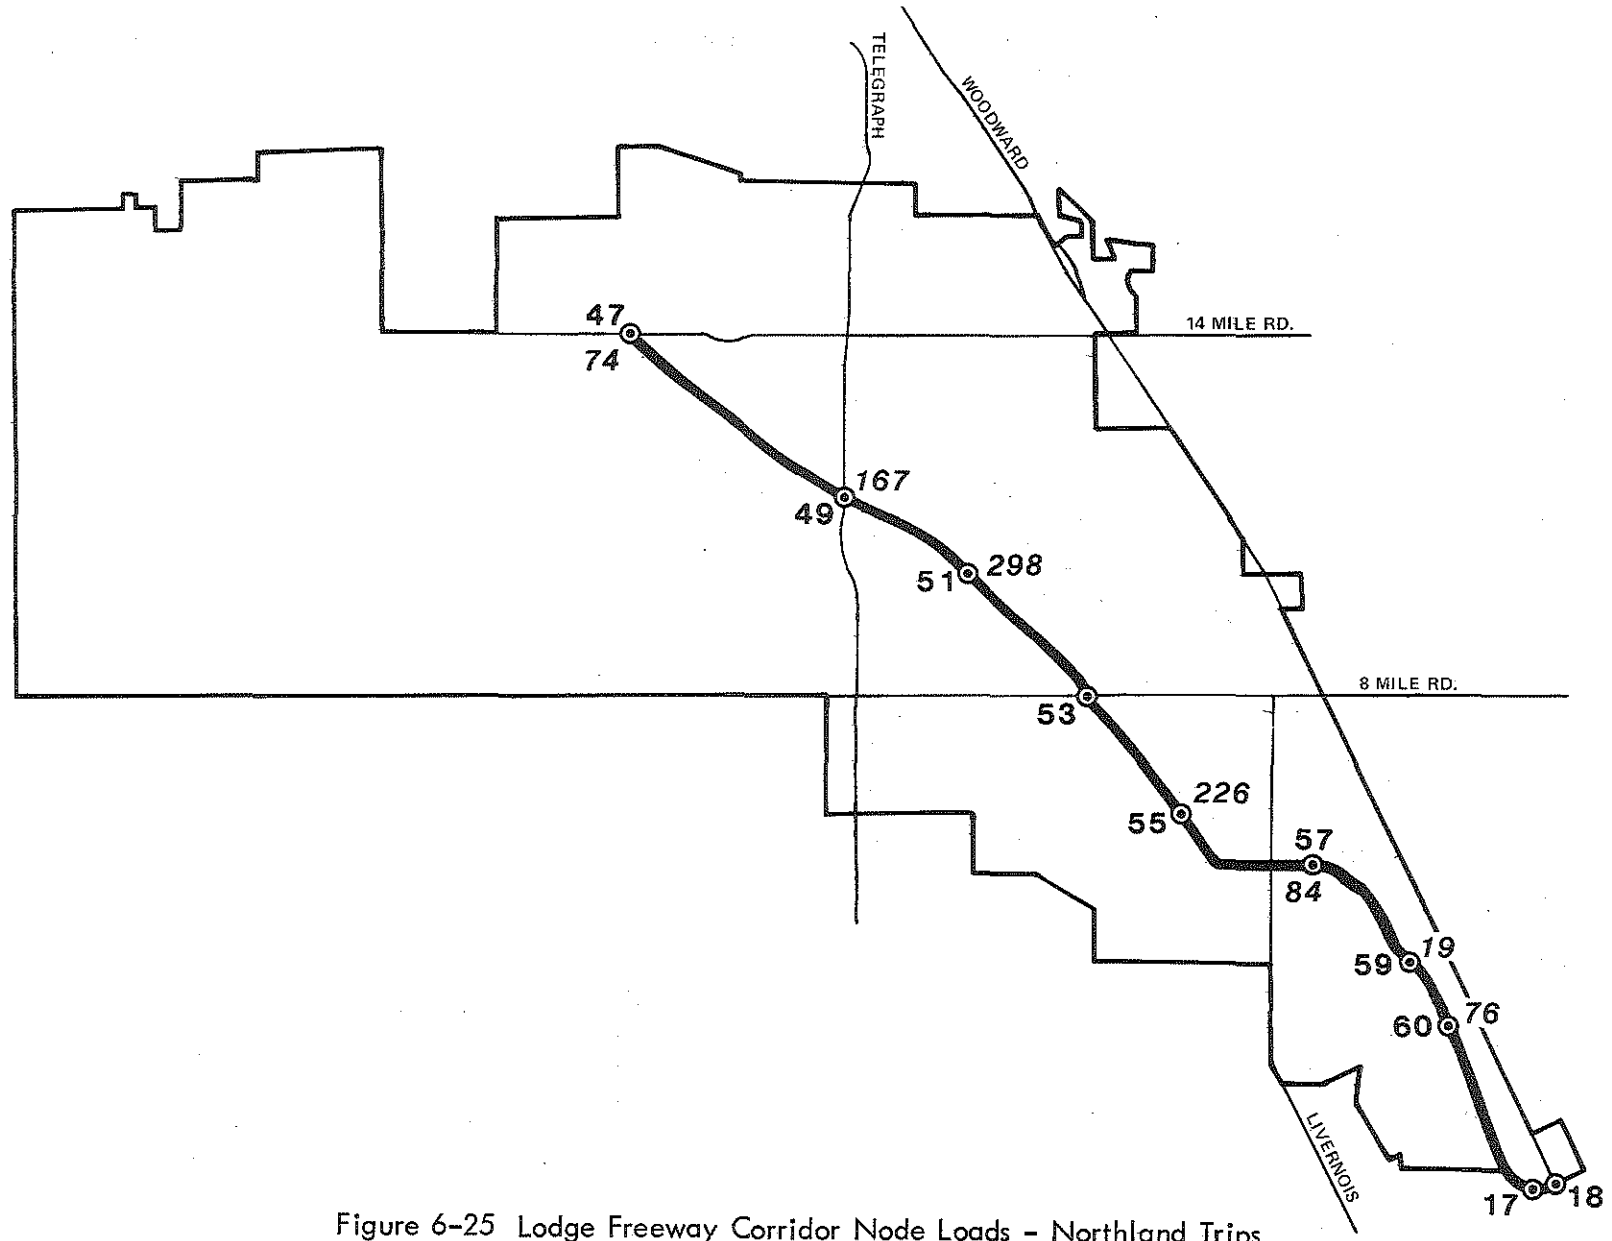 TELEGRAPH
WOODWARD
47
14 MILE RD.
74
167
49
298
51
8 MILE RD.
53
226
55
57
84
19
59
76
60
LIVERNOIS
17
18
Figure 6-25 Lodge Freeway Corridor Node Loads - Northland Trips